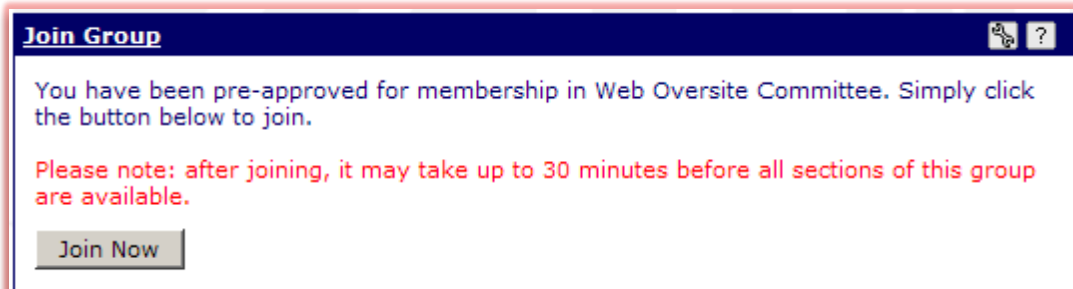 Join Group
?
You have been pre-approved for membership in Web Oversite Committee. Simply click
the button below to join.
Please note: after joining, it may take up to 30 minutes before all sections of this group
are available.
Join Now